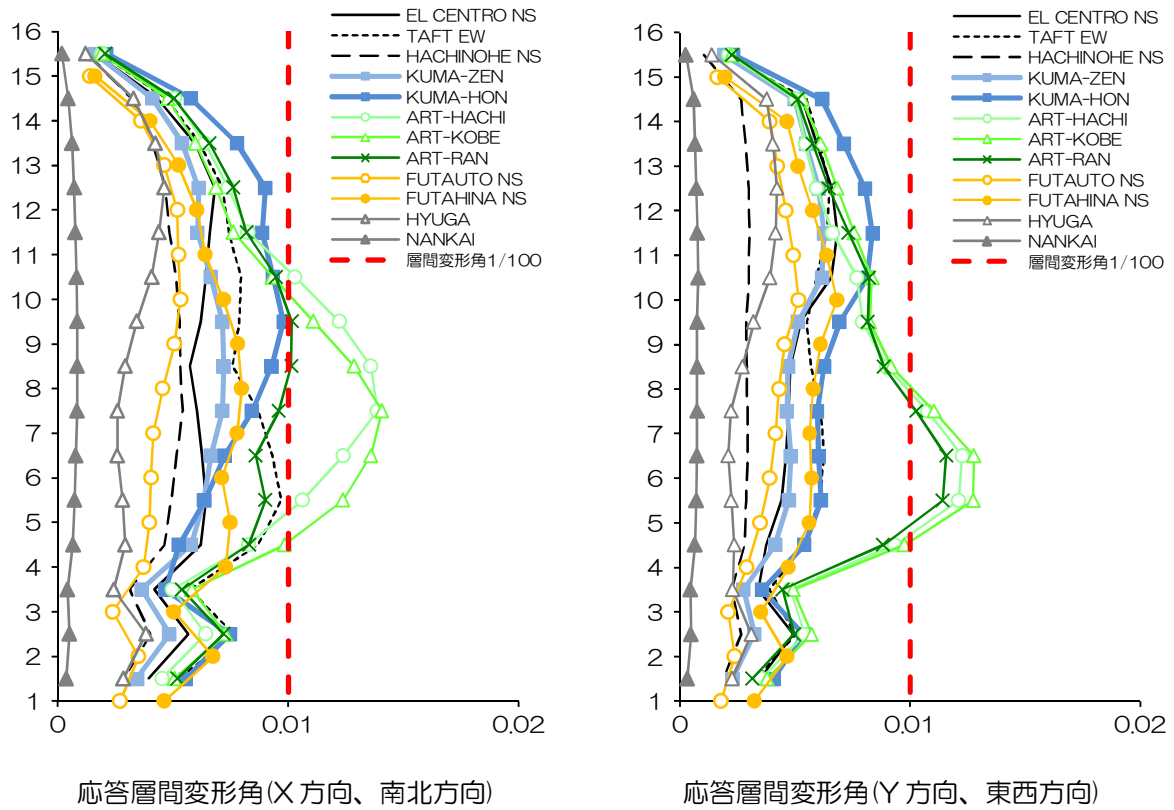 EL CENTRO NS
TAFT EW
HACHINOHE NS
KUMA-ZEN
KUMA-HON
ART-HACHI
ART-KOBE
ART-RAN
FUTAUTO NS
FUTAHINA NS
HYUGA
NANKAI
層間変形角1/100
16
15
14
13
12
11
10
9
8
7
6
5
4
3
2
1
0
0.01
0.02
応答層間変形角(X方向、南北方向)
EL CENTRO NS
TAFT EW
HACHINOHE NS
KUMA-ZEN
KUMA-HON
ART-HACHI
ART-KOBE
ART-RAN
FUTAUTO NS
FUTAHINA NS
HYUGA
NANKAI
層間変形角1/100
16
15
14
13
12
11
10
9
8
7
6
5
4
3
2
1
0
0.01
0.02
応答層間変形角(Y方向、東西方向)